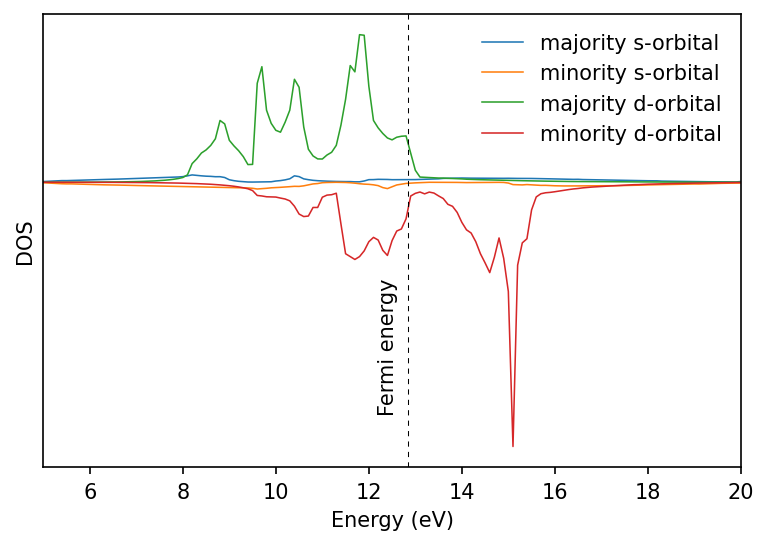 majority s-orbital
minority s-orbital
majority d-orbital
minority d-orbital
DOS
Fermi energy
6 8 10 12 14 16 18 20
Energy (eV)